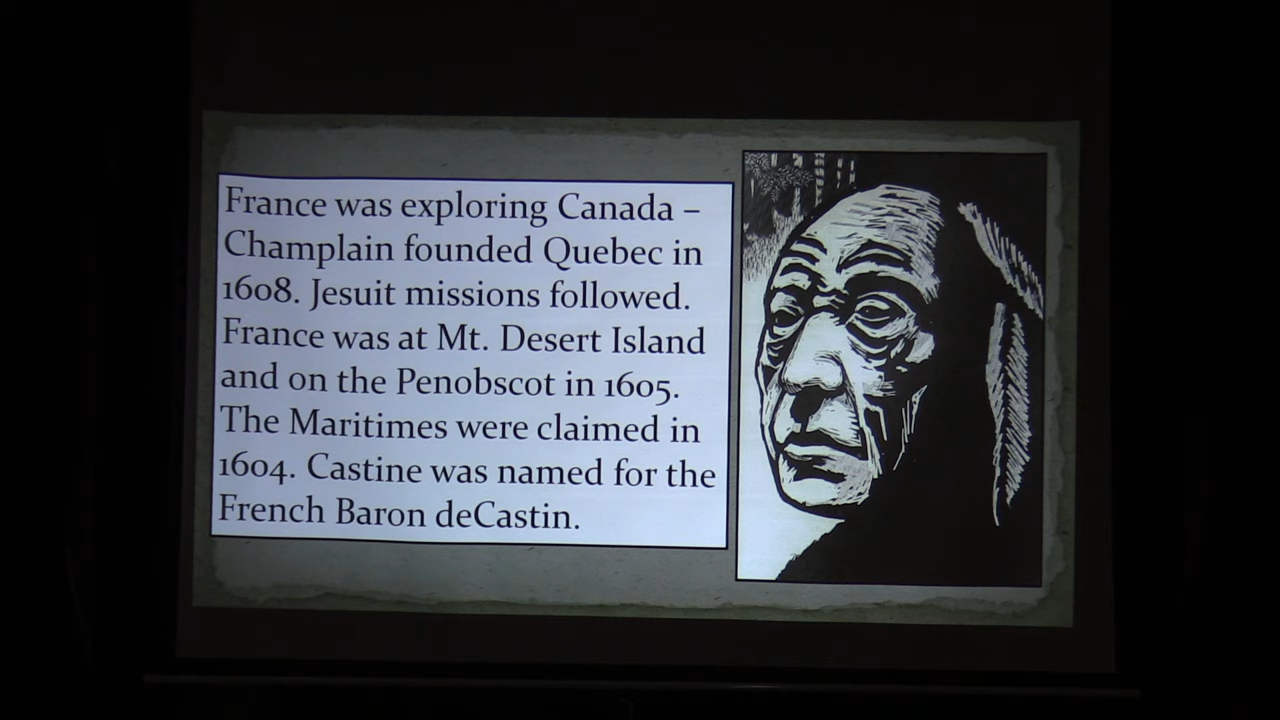 France was exploring Canada –
Champlain founded Quebec in
1608. Jesuit missions followed.
France was at Mt. Desert Island
and on the Penobscot in 1605.
The Maritimes were claimed in
1604. Castine was named for the
French Baron deCastin.